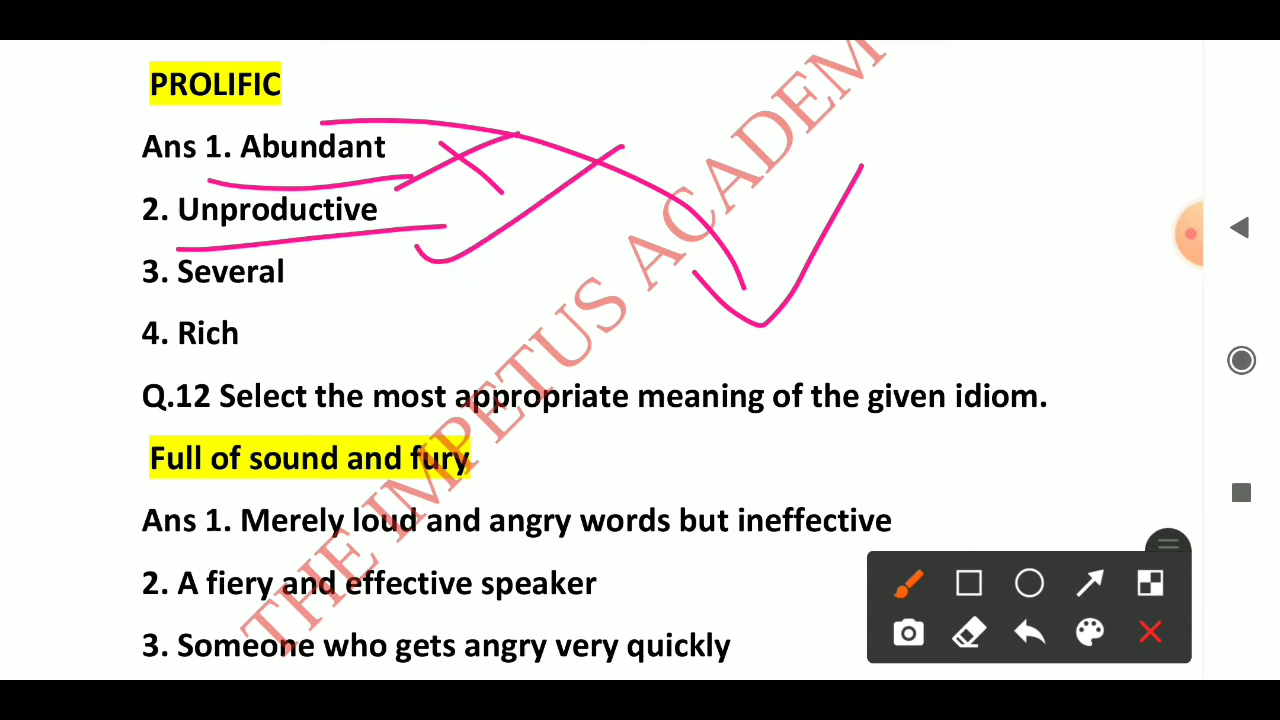 PROLIFIC
Ans 1. Abundant
2. Unproductive
3. Several
4. Rich
Q.12 Select the most appropriate meaning of the given idiom.
Full of sound and fury
Ans 1. Merely loud and angry words but ineffective
2. A fiery and effective speaker
3. Someone who gets angry very quickly
THE IMPETUS ACADEM